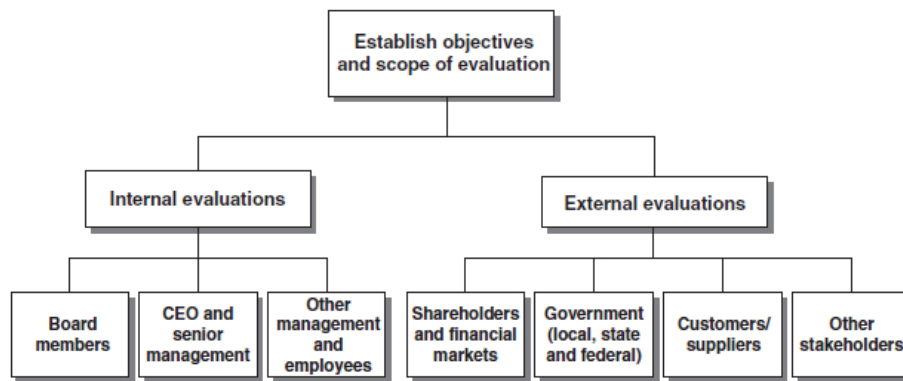 Establish objectives
and scope of evaluation
Internal evaluations
External evaluations
Board
members
CEO and
senior
management
Other
management
and
employees
Shareholders
and financial
markets
Government
(local, state
and federal)
Customers/
suppliers
Other
stakeholders